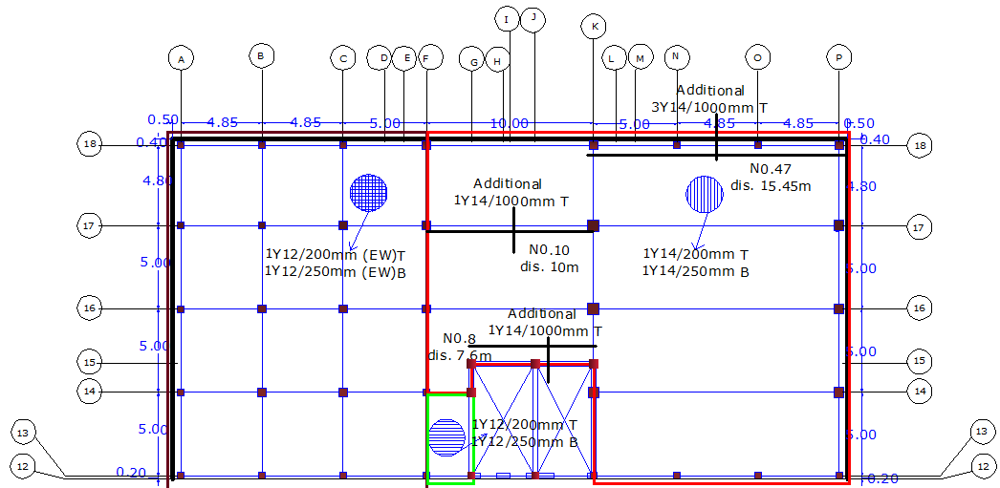 I J
K
A B C D E F G H L M N O P
Additional
3Y14/1000mm T
0.50 4.85 4.85 5.00 10.00 5.00 4.85 4.85 0.50
18 0.40 0.40 18
N0.47
dis. 15.45m
4.80 4.80
Additional
1Y14/1000mm T
17 17
N0.10
dis. 10m
1Y12/200mm (EW)T
1Y12/250mm (EW)B
1Y14/200mm T
1Y14/250mm B
5.00 5.00
16 16
Additional
1Y14/1000mm T
N0.8
dis. 7.6m
5.00 5.00
15 15
14 14
1Y12/200mm T
1Y12/250mm B
5.00 5.00
13 13
12 0.20 0.20 12